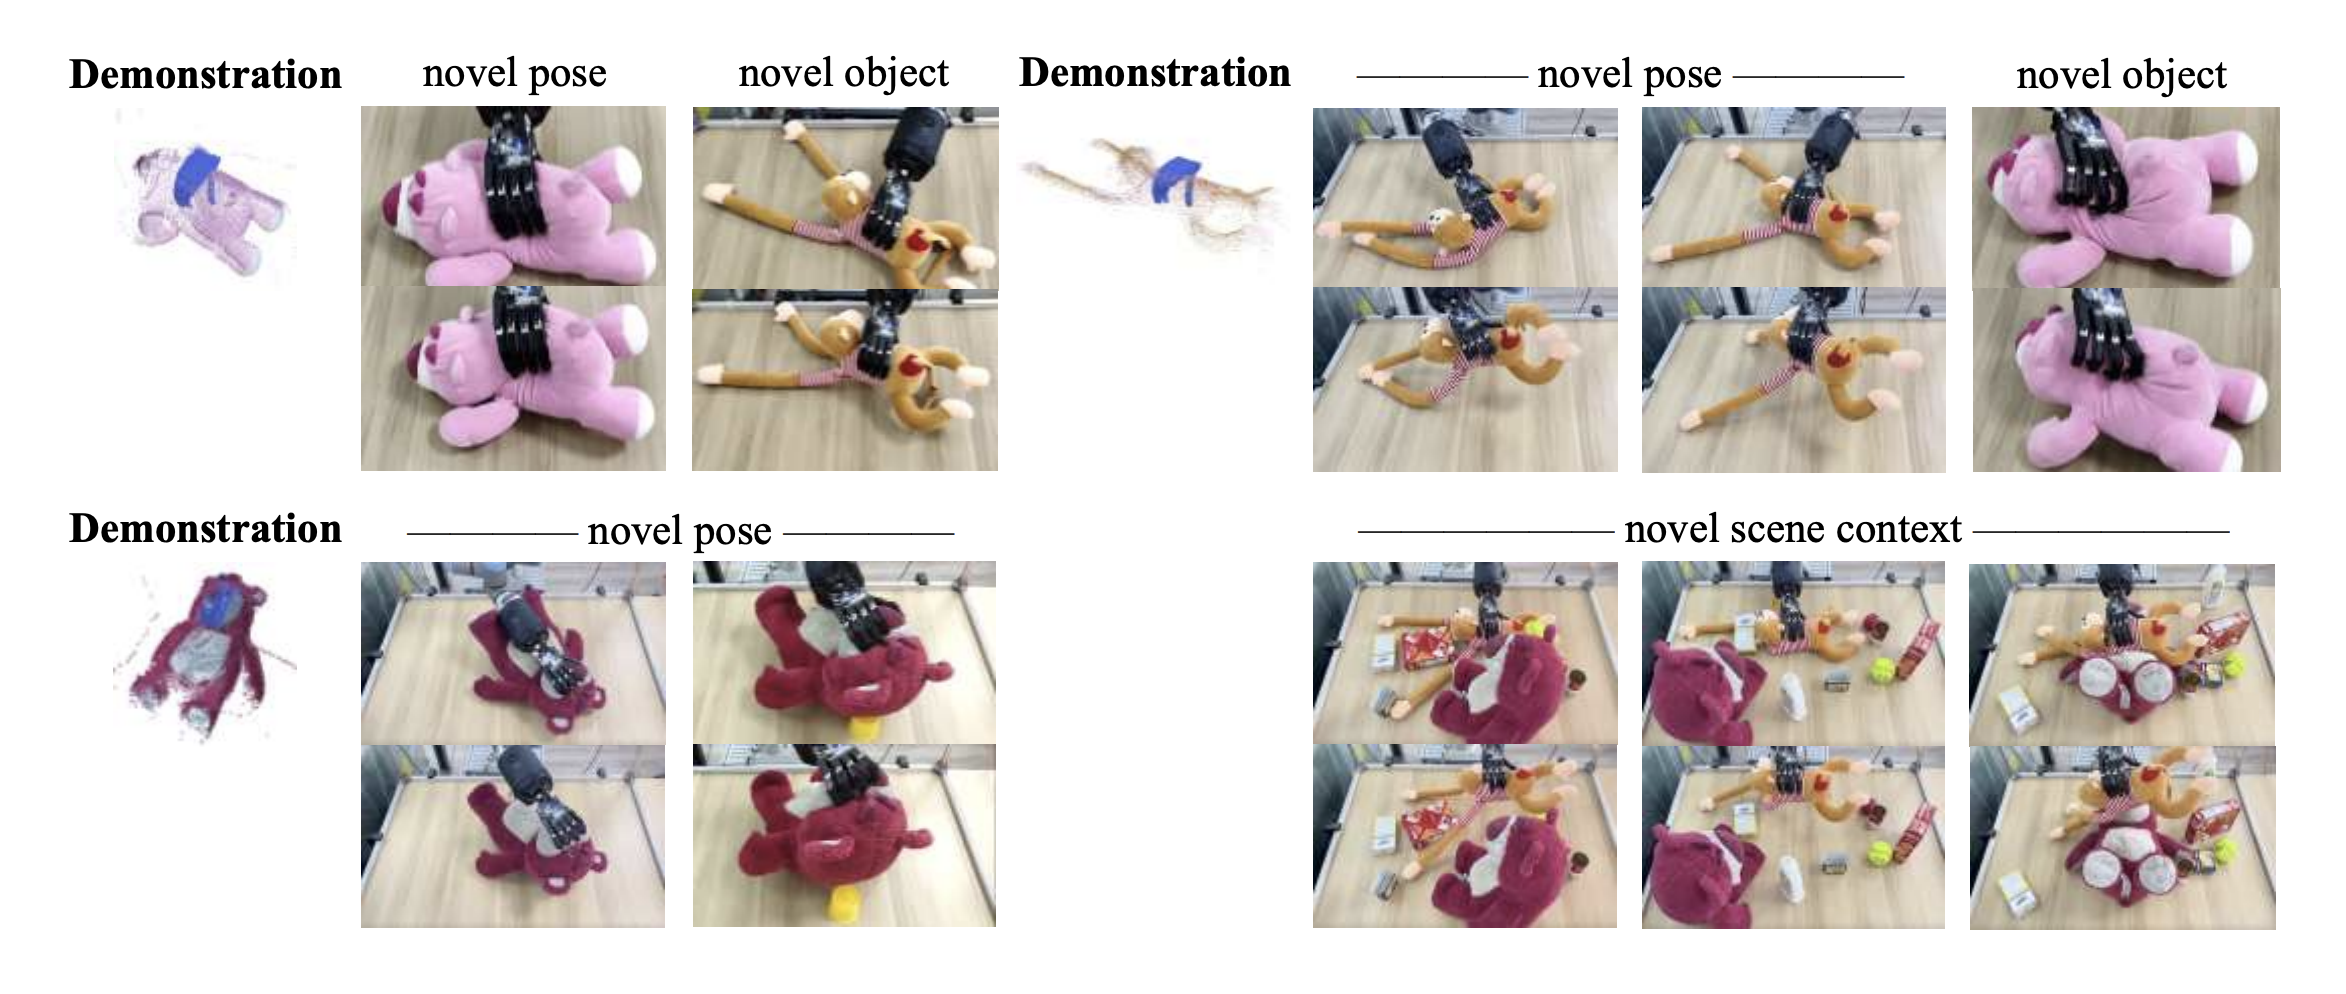 Demonstration
novel pose
novel object
Demonstration
novel pose
novel object
Demonstration
novel pose
novel scene context